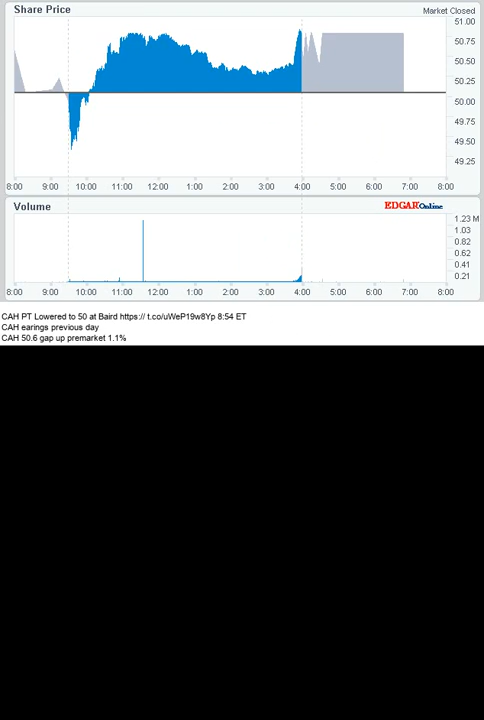 Share Price
Market Closed
51.00
50.75
50.50
50.25
50.00
49.75
49.50
49.25
8:00 9:00 10:00 11:00 12:00 1:00 2:00 3:00 4:00 5:00 6:00 7:00 8:00
Volume
EDGAROnline
1.23 M
1.03
0.82
0.62
0.41
0.21
8:00 9:00 10:00 11:00 12:00 1:00 2:00 3:00 4:00 5:00 6:00 7:00 8:00
CAH PT Lowered to 50 at Baird https:// t.co/uWeP19w8Yp 8:54 ET
CAH earings previous day
CAH 50.6 gap up premarket 1.1%